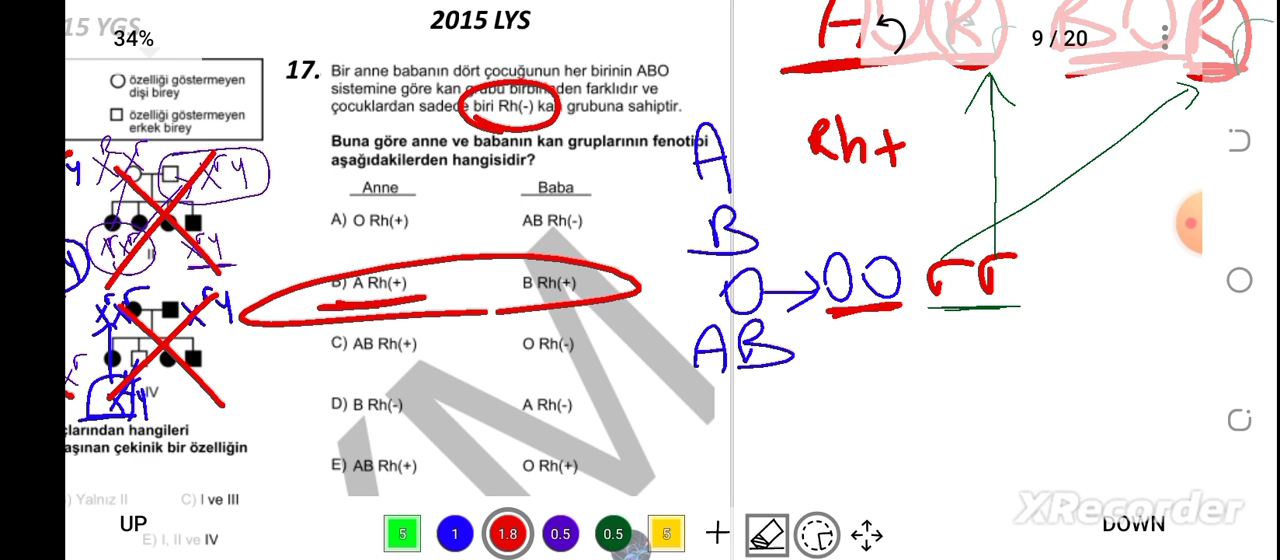 2015 LYS
15 YGS
34%
9 / 20
özelliği göstermeyen
dişi birey
özelliği göstermeyen
erkek birey
17. Bir anne babanın dört çocuğunun her birinin ABO
sistemine göre kan grubu birbirinden farklıdır ve
çocuklardan sadece biri Rh(-) kan grubuna sahiptir.
Buna göre anne ve babanın kan gruplarının fenotipi
aşağıdakilerden hangisidir?
Anne Baba
A) O Rh(+) AB Rh(-)
B) A Rh(+) B Rh(+)
C) AB Rh(+) O Rh(-)
D) B Rh(-) A Rh(-)
E) AB Rh(+) O Rh(+)
II
IV
çlarından hangileri
aşınan çekinik bir özelliğin
) Yalnız II C) I ve III
E) I, II ve IV
A O R B O R
Rh+
A
B
O → OO rr
AB
UP
5 1 1.8 0.5 0.5 5
DOWN
XRecorder